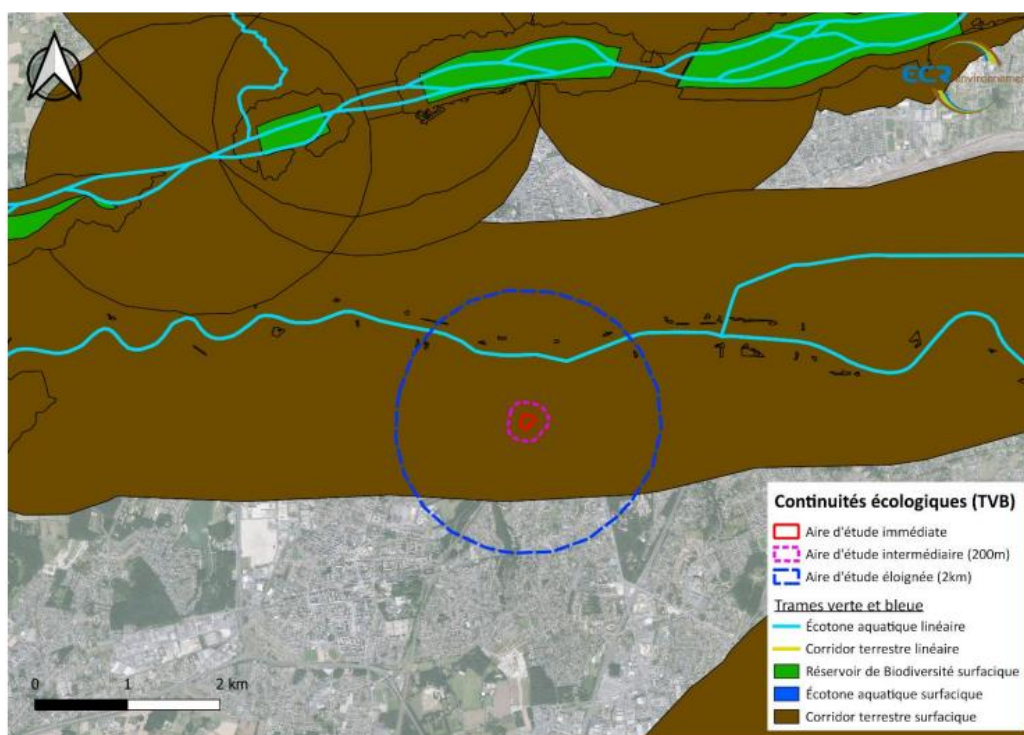 ECR environnement
Continuités écologiques (TVB)
Aire d'étude immédiate
Aire d'étude intermédiaire (200m)
Aire d'étude éloignée (2km)
Trames verte et bleue
Écotone aquatique linéaire
Corridor terrestre linéaire
Réservoir de Biodiversité surfacique
Écotone aquatique surfacique
Corridor terrestre surfacique
0 1 2 km